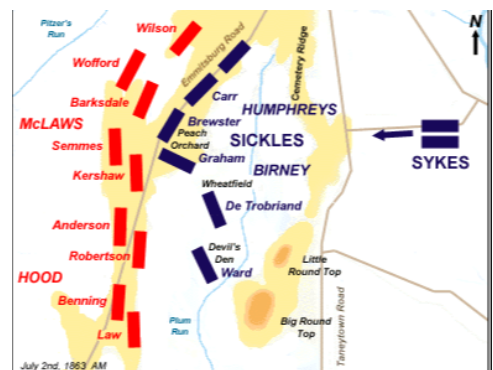 Pitzer's
Run
Wilson
Emmitsburg Road
Cemetery Ridge
N
Wofford
Carr
Barksdale
HUMPHREYS
McLAWS
Brewster
Peach
Orchard
SICKLES
Semmes
Graham
BIRNEY
SYKES
Kershaw
Wheatfield
De Trobriand
Anderson
Robertson
Devil's
Den
Little
Round Top
HOOD
Ward
Benning
Plum
Run
Big Round
Top
Taneytown Road
Law
July 2nd, 1863 AM